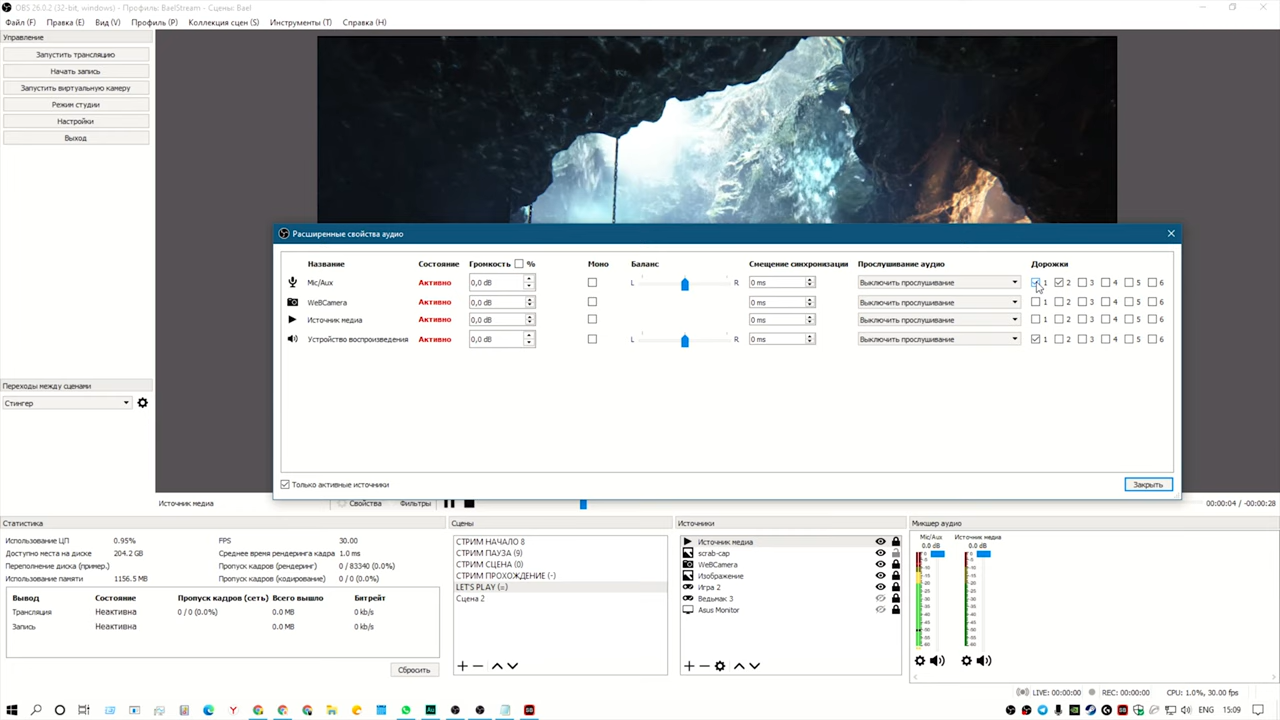 OBS 26.0.2 (32-bit, windows) - Профиль: BaelStream - Сцены: Bael
Файл (F) Правка (E) Вид (V) Профиль (P) Коллекция сцен (S) Инструменты (T) Справка (H)
Управление
Запустить трансляцию
Начать запись
Запустить виртуальную камеру
Режим студии
Настройки
Выход
Расширенные свойства аудио
Название Состояние Громкость % Моно Баланс Смещение синхронизации Прослушивание аудио Дорожки
Mic/Aux Активно 0,0 dB L R 0 ms Выключить прослушивание 1 2 3 4 5 6
WEBCamera Активно 0,0 dB 0 ms Выключить прослушивание 1 2 3 4 5 6
Источник медиа Активно 0,0 dB 0 ms Выключить прослушивание 1 2 3 4 5 6
Устройство воспроизведения Активно 0,0 dB L R 0 ms Выключить прослушивание 1 2 3 4 5 6
Переходы между сценами
Стингер
Только активные источники Закрыть
Источник медиа Свойства Фильтры 00:00:04 / -00:00:28
Статистика
Использование ЦП 0.95% FPS 30.00
Доступно места на диске 204.2 GB Среднее время рендеринга кадра 1.0 ms
Переполнение диска (пример.) Пропуск кадров (рендеринг) 0 / 83340 (0.0%)
Использование памяти 1156.5 MB Пропуск кадров (кодирование) 0 / 0 (0.0%)
Вывод Состояние Пропуск кадров (сеть) Всего вышло Битрейт
Трансляция Неактивна 0 / 0 (0.0%) 0.0 MB 0 kb/s
Запись Неактивна 0.0 MB 0 kb/s
Сбросить
Сцены
СТРИМ НАЧАЛО 8
СТРИМ ПАУЗА (9)
СТРИМ СЦЕНА (0)
СТРИМ ПРОХОЖДЕНИЕ (-)
LET'S PLAY (=)
Сцена 2
Источники
Источник медиа
scrab-cap
WEBCamera
Изображение
Игра 2
Ведьмак 3
Asus Monitor
Микшер аудио
Mic/Aux Источник медиа
0.0 dB 0.0 dB
LIVE: 00:00:00 REC: 00:00:00 CPU: 1.0%, 30.00 fps
ENG 15:09